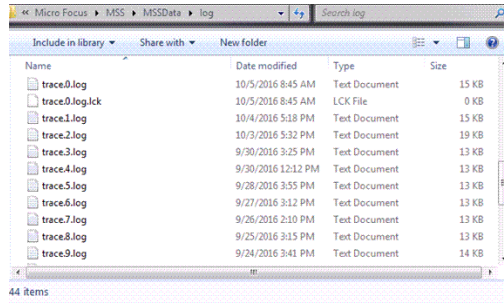 « Micro Focus ▸ MSS ▸ MSSData ▸ log Search log
Include in library Share with New folder
Name Date modified Type Size
trace.0.log 10/5/2016 8:45 AM Text Document 15 KB
trace.0.log.lck 10/5/2016 8:45 AM LCK File 0 KB
trace.1.log 10/4/2016 5:18 PM Text Document 15 KB
trace.2.log 10/3/2016 5:32 PM Text Document 19 KB
trace.3.log 9/30/2016 3:25 PM Text Document 13 KB
trace.4.log 9/30/2016 12:12 PM Text Document 13 KB
trace.5.log 9/28/2016 3:55 PM Text Document 13 KB
trace.6.log 9/27/2016 3:12 PM Text Document 13 KB
trace.7.log 9/26/2016 2:10 PM Text Document 13 KB
trace.8.log 9/25/2016 3:15 PM Text Document 13 KB
trace.9.log 9/24/2016 3:41 PM Text Document 14 KB
44 items